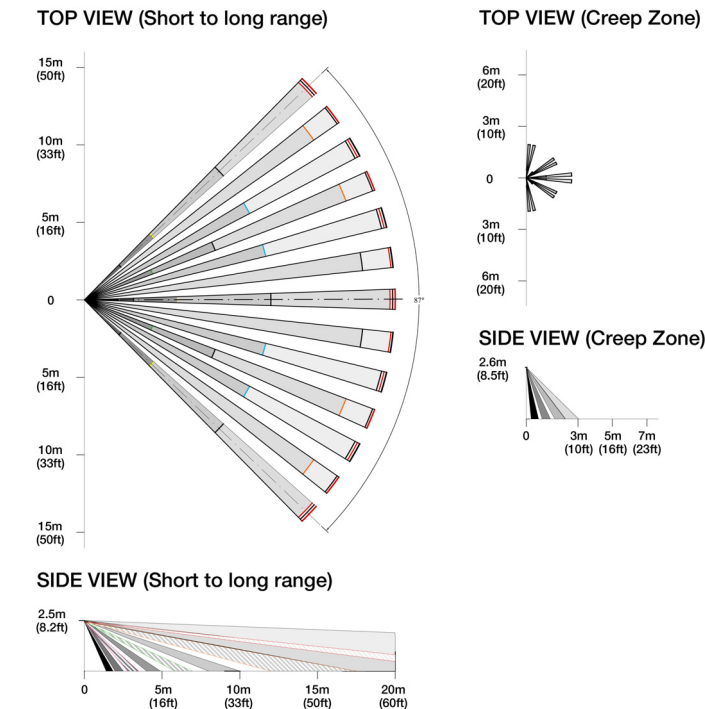 TOP VIEW (Short to long range)
15m
(50ft)
10m
(33ft)
5m
(16ft)
0
5m
(16ft)
10m
(33ft)
15m
(50ft)
87°
TOP VIEW (Creep Zone)
6m
(20ft)
3m
(10ft)
0
3m
(10ft)
6m
(20ft)
SIDE VIEW (Creep Zone)
2.6m
(8.5ft)
0 3m 5m 7m
(10ft) (16ft) (23ft)
SIDE VIEW (Short to long range)
2.5m
(8.2ft)
0 5m 10m 15m 20m
(16ft) (33ft) (50ft) (60ft)